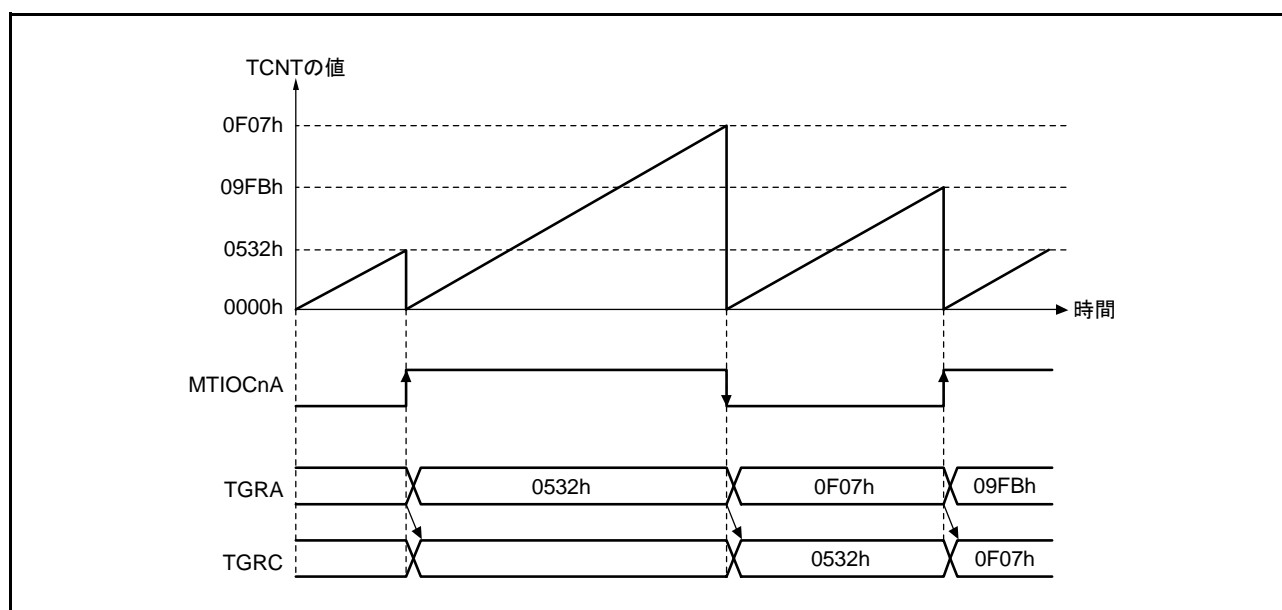 TCNTの値
0F07h
09FBh
0532h
0000h
時間
MTIOCnA
TGRA
0532h
0F07h
09FBh
TGRC
0532h
0F07h